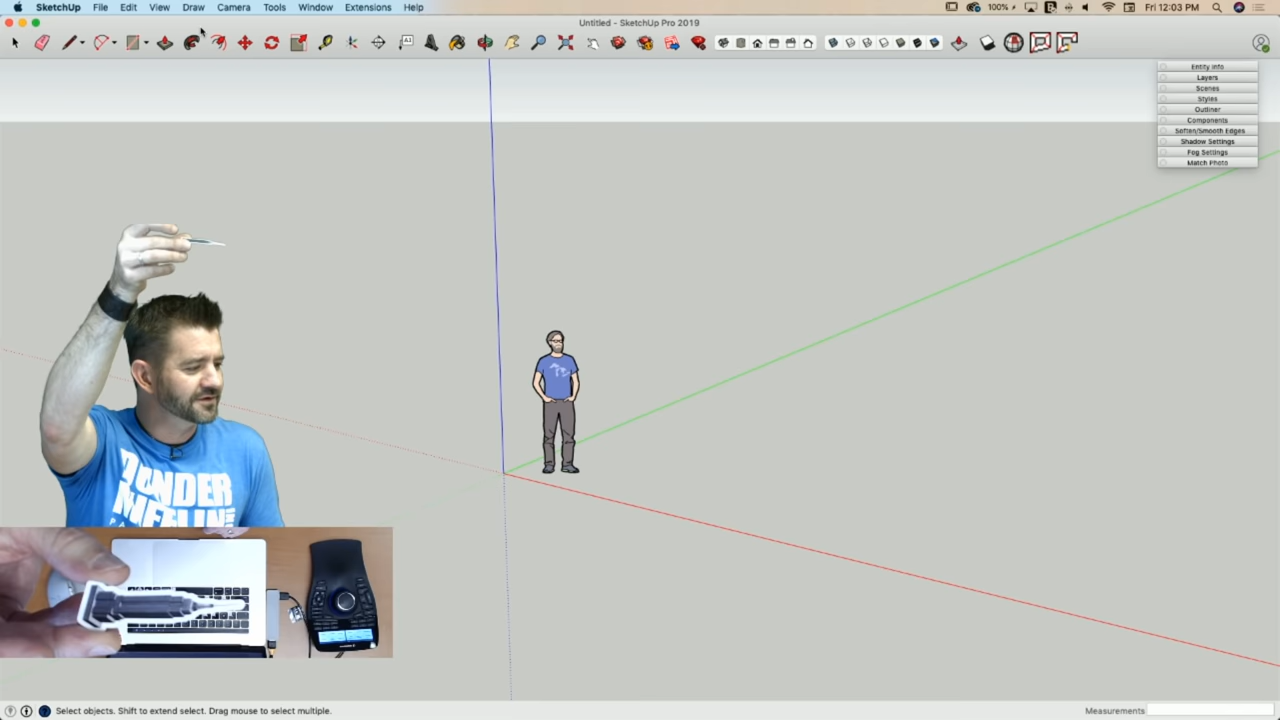 SketchUp File Edit View Draw Camera Tools Window Extensions Help
100% Fri 12:03 PM
Untitled - SketchUp Pro 2019
Entity Info
Layers
Scenes
Styles
Outliner
Components
Soften/Smooth Edges
Shadow Settings
Fog Settings
Match Photo
DUNDER
MIFFLIN
Select objects. Shift to extend select. Drag mouse to select multiple.
Measurements